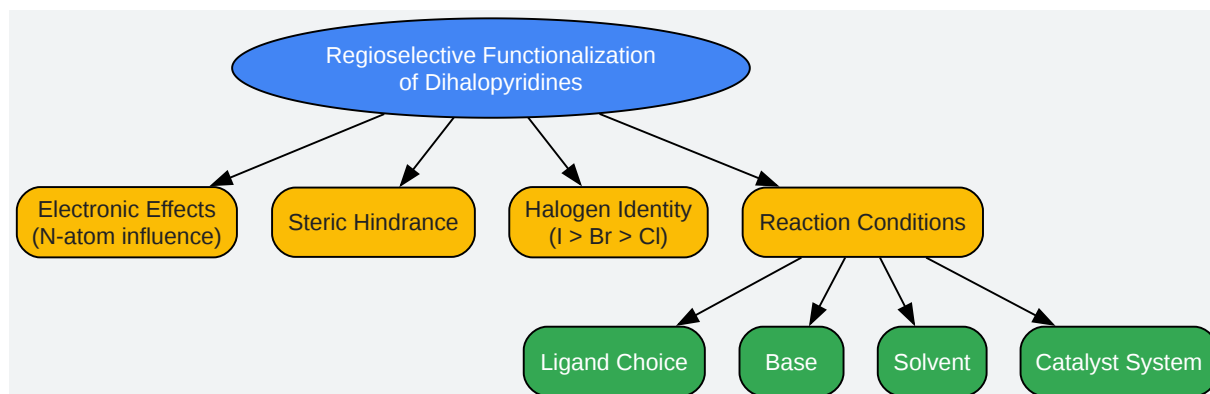 Regioselective Functionalization
of Dihalopyridines
Electronic Effects
(N-atom influence)
Steric Hindrance
Halogen Identity
(I > Br > Cl)
Reaction Conditions
Ligand Choice
Base
Solvent
Catalyst System